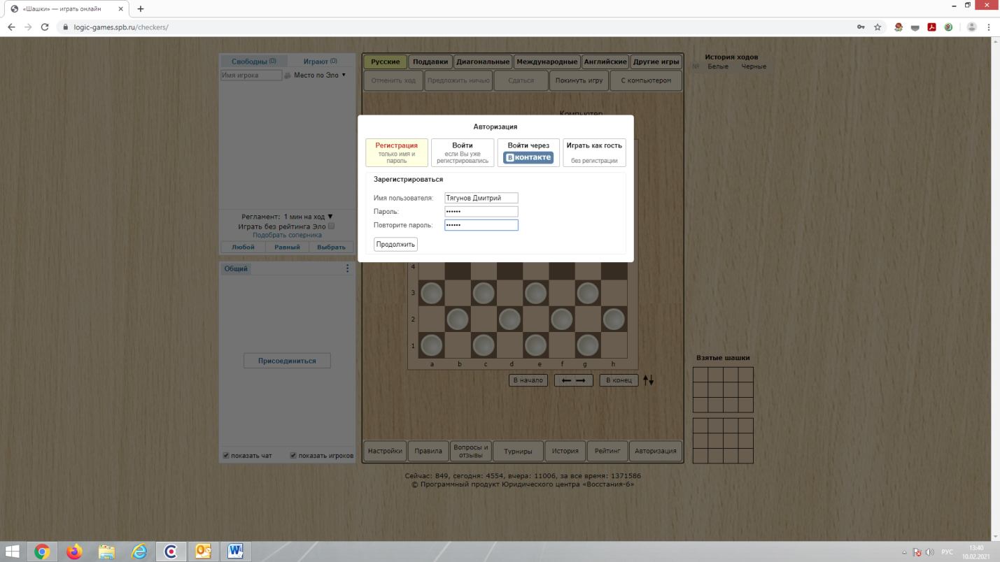 «Шашки» — играть онлайн
logic-games.spb.ru/checkers/
Свободны (0) Играют (0)
Имя игрока Место по Эло ▼
Регламент: 1 мин на ход ▼
Играть без рейтинга Эло
Подобрать соперника
Любой Равный Выбрать
Общий
Присоединиться
показать чат показать игроков
Русские Поддавки Диагональные Международные Английские Другие игры
Отменить ход Предложить ничью Сдаться Покинуть игру С компьютером
Компьютер
Авторизация
Регистрация
только имя и
пароль
Войти
если Вы уже
регистрировались
Войти через
В контакте
Играть как гость
без регистрации
Зарегистрироваться
Имя пользователя: Тягунов Дмитрий
Пароль: ••••••
Повторите пароль: ••••••
Продолжить
4
3
2
1
a b c d e f g h
В начало В конец
Настройки Правила Вопросы и отзывы Турниры История Рейтинг Авторизация
История ходов
№ Белые Черные
Взятые шашки
Сейчас: 849, сегодня: 4554, вчера: 11006, за все время: 1371586
© Программный продукт Юридического центра «Восстания-6»
РУС
13:40
10.02.2021